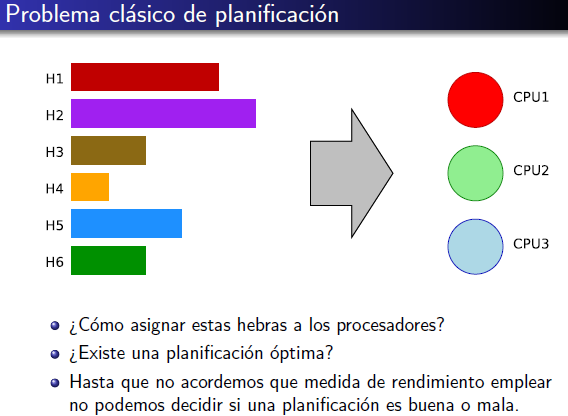 Problema clásico de planificación
H1
H2
H3
H4
H5
H6
CPU1
CPU2
CPU3
¿Cómo asignar estas hebras a los procesadores?
¿Existe una planificación óptima?
Hasta que no acordemos que medida de rendimiento emplear
no podemos decidir si una planificación es buena o mala.